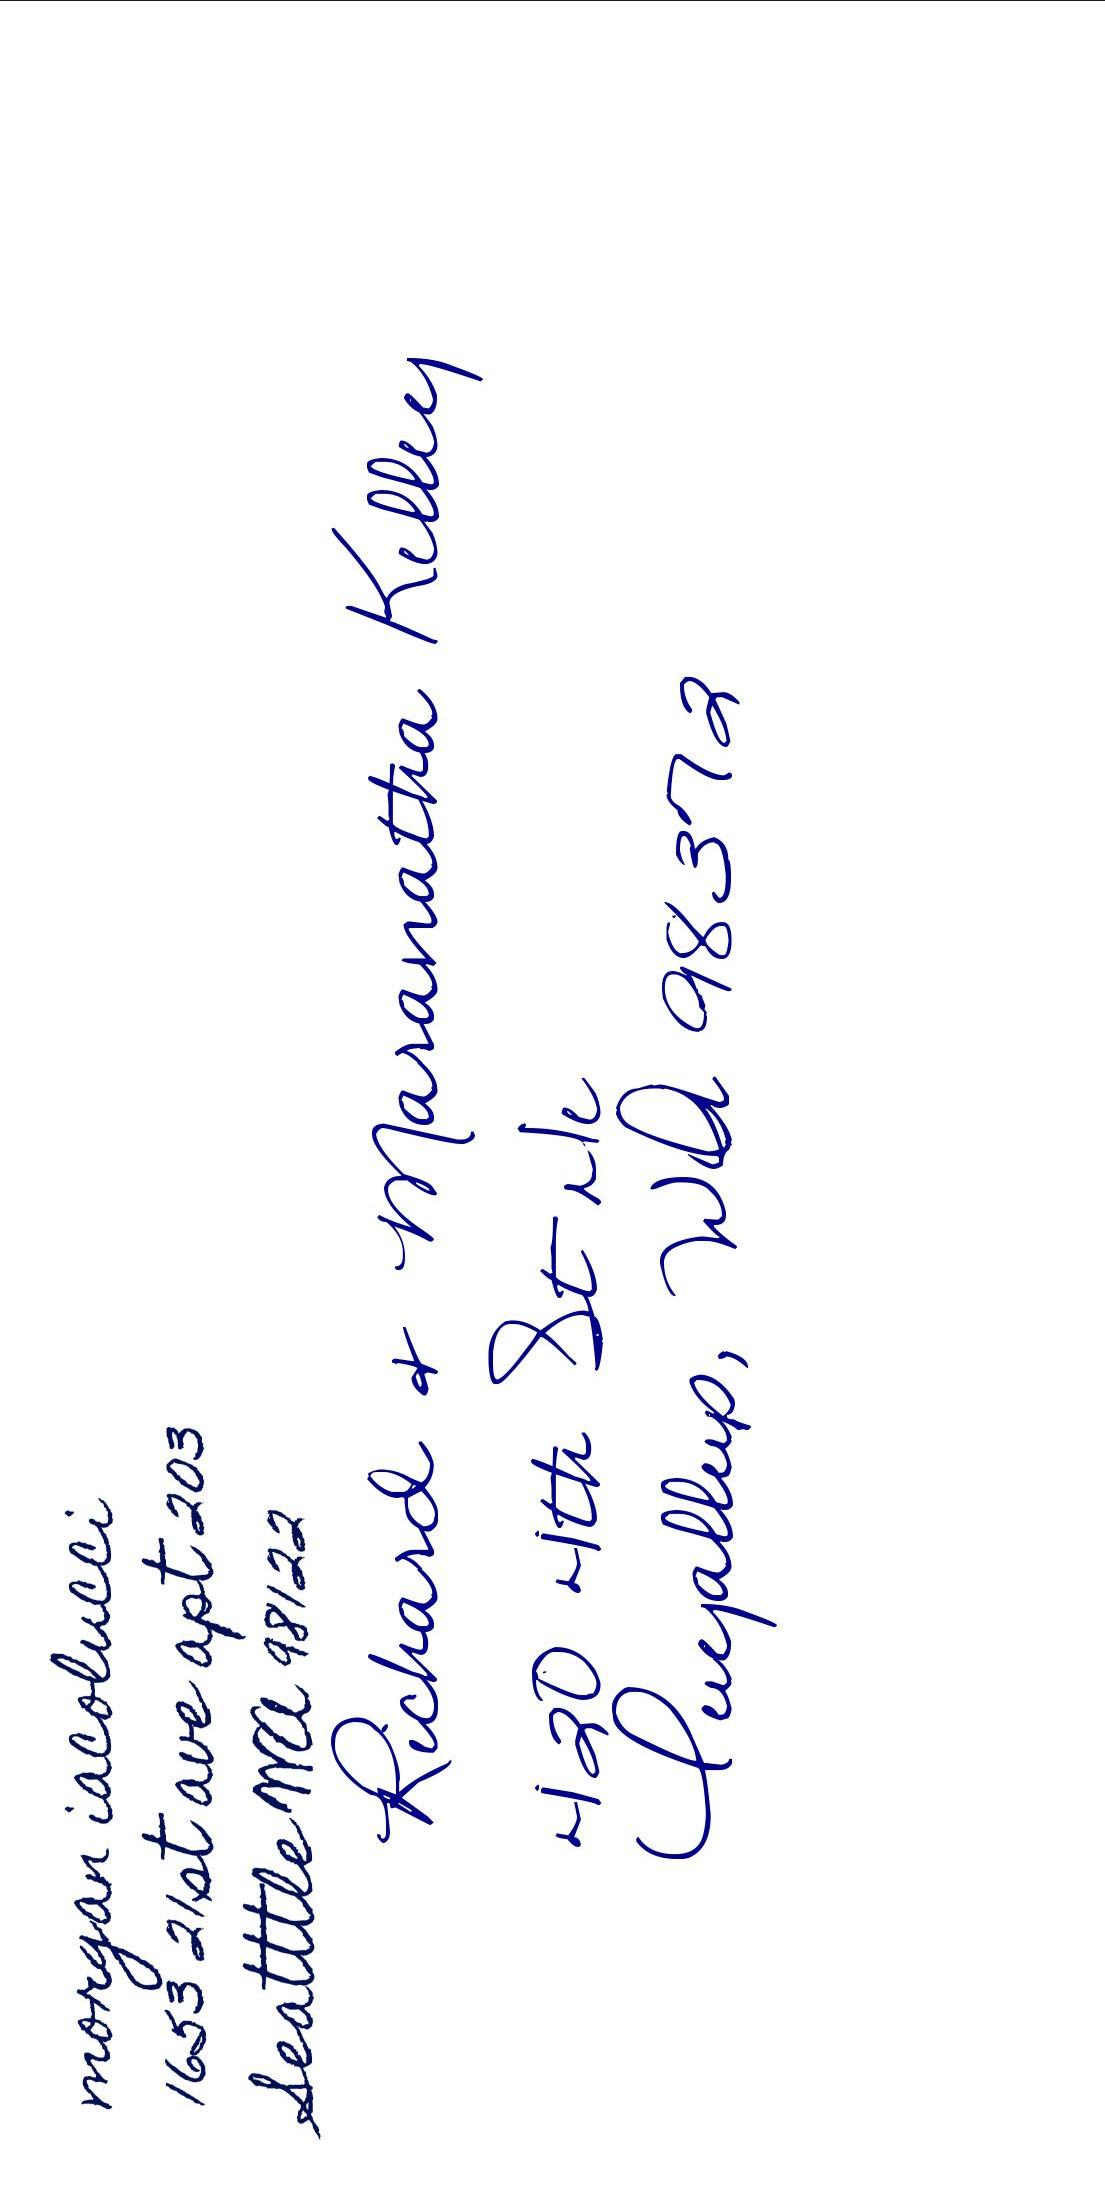 morgan iacolucci
1653 21st ave apt 203
Seattle WA 98122
Richard & Maranatha Kelley
420 4th St NE
Puyallup, WA 98372